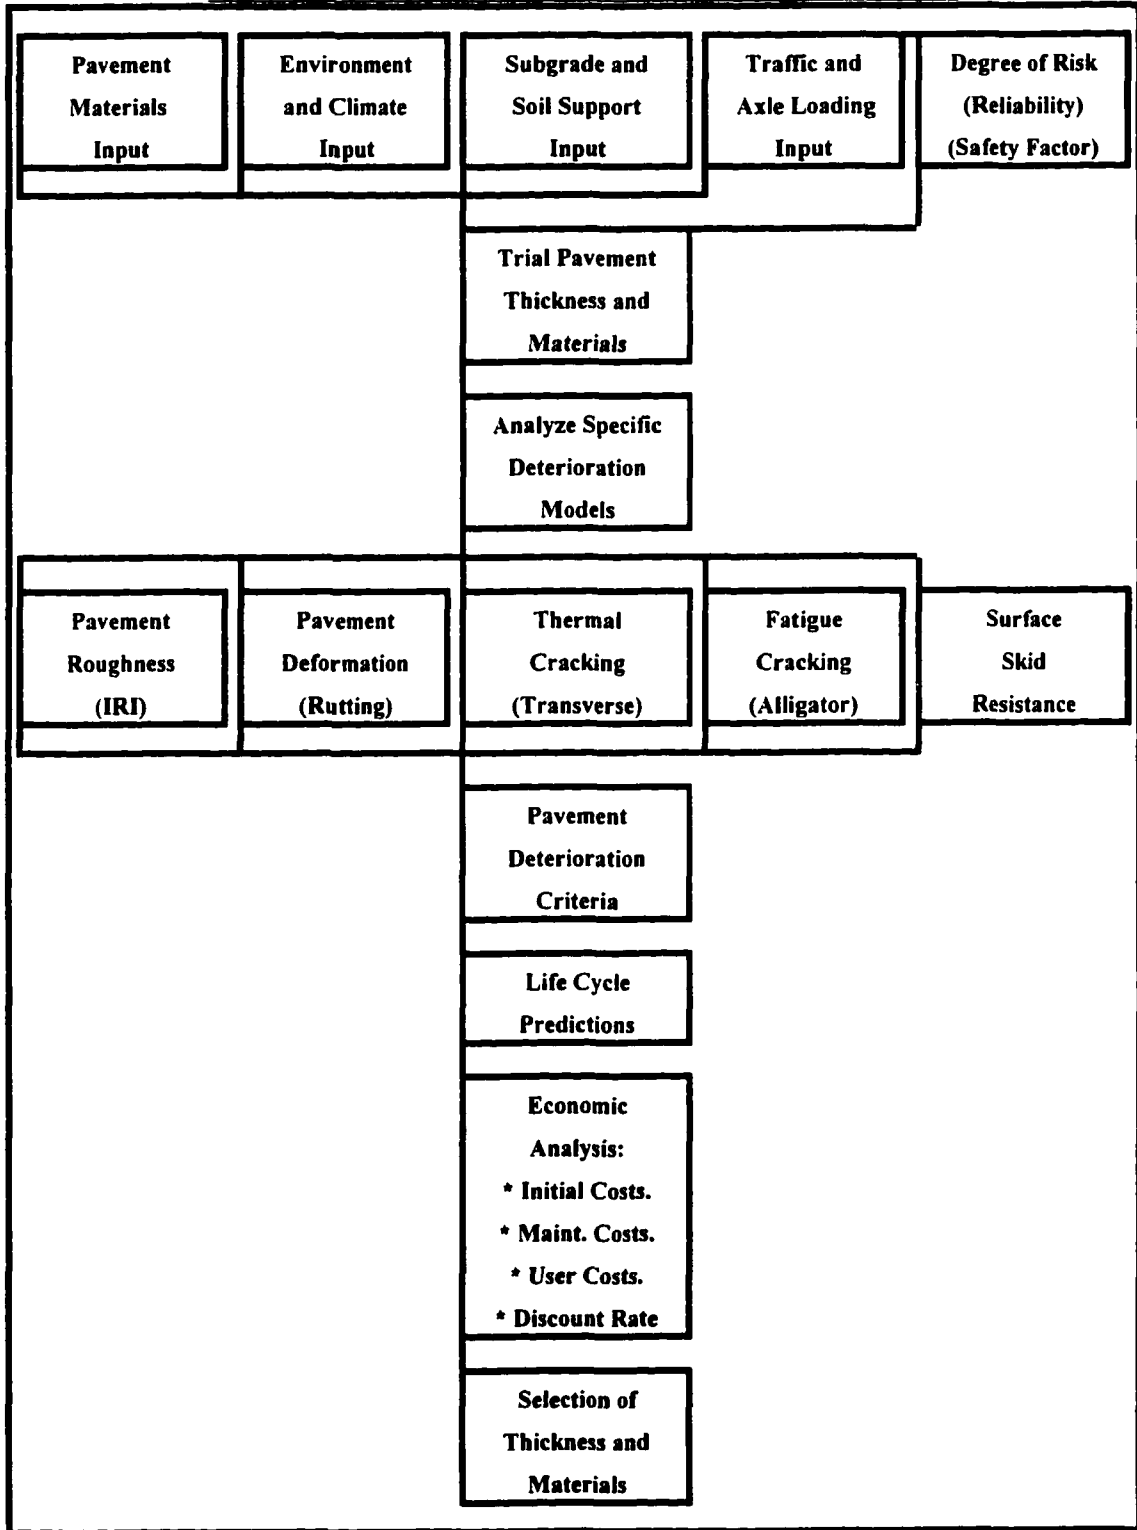 Pavement
Materials
Input
Environment
and Climate
Input
Subgrade and
Soil Support
Input
Traffic and
Axle Loading
Input
Degree of Risk
(Reliability)
(Safety Factor)
Trial Pavement
Thickness and
Materials
Analyze Specific
Deterioration
Models
Pavement
Roughness
(IRI)
Pavement
Deformation
(Rutting)
Thermal
Cracking
(Transverse)
Fatigue
Cracking
(Alligator)
Surface
Skid
Resistance
Pavement
Deterioration
Criteria
Life Cycle
Predictions
Economic
Analysis:
* Initial Costs.
* Maint. Costs.
* User Costs.
* Discount Rate
Selection of
Thickness and
Materials